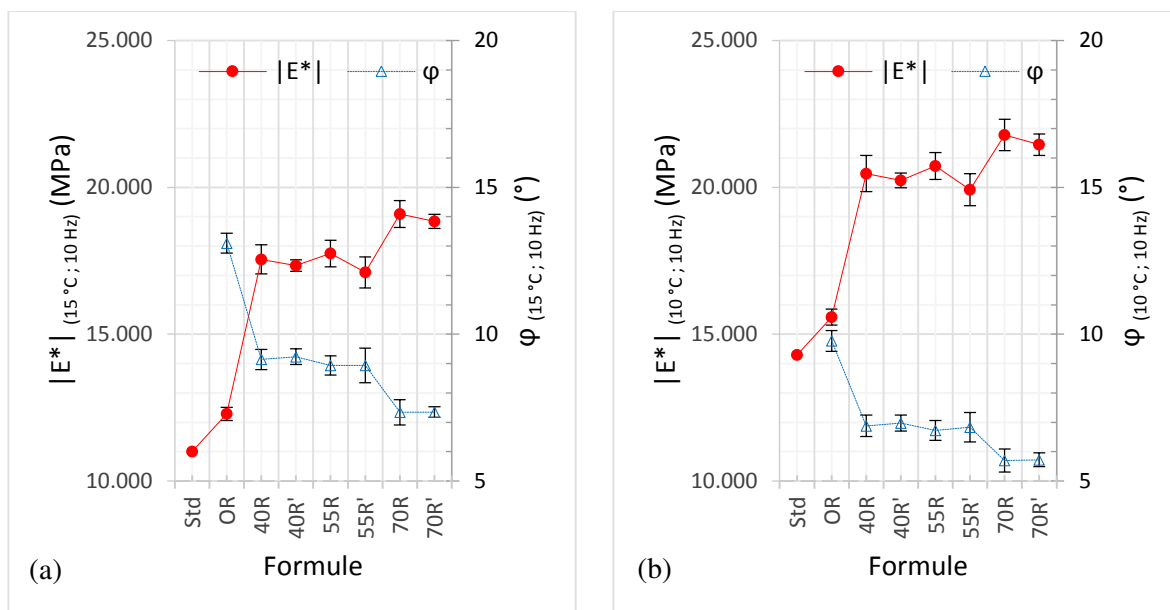 25.000
20.000
15.000
10.000
|E*| (15 °C ; 10 Hz) (MPa)
|E*|
φ
20
15
10
5
φ (15 °C ; 10 Hz) (°)
Std
OR
40R
40R'
55R
55R'
70R
70R'
Formule
(a)
25.000
20.000
15.000
10.000
|E*| (10 °C ; 10 Hz) (MPa)
|E*|
φ
20
15
10
5
φ (10 °C ; 10 Hz) (°)
Std
OR
40R
40R'
55R
55R'
70R
70R'
Formule
(b)